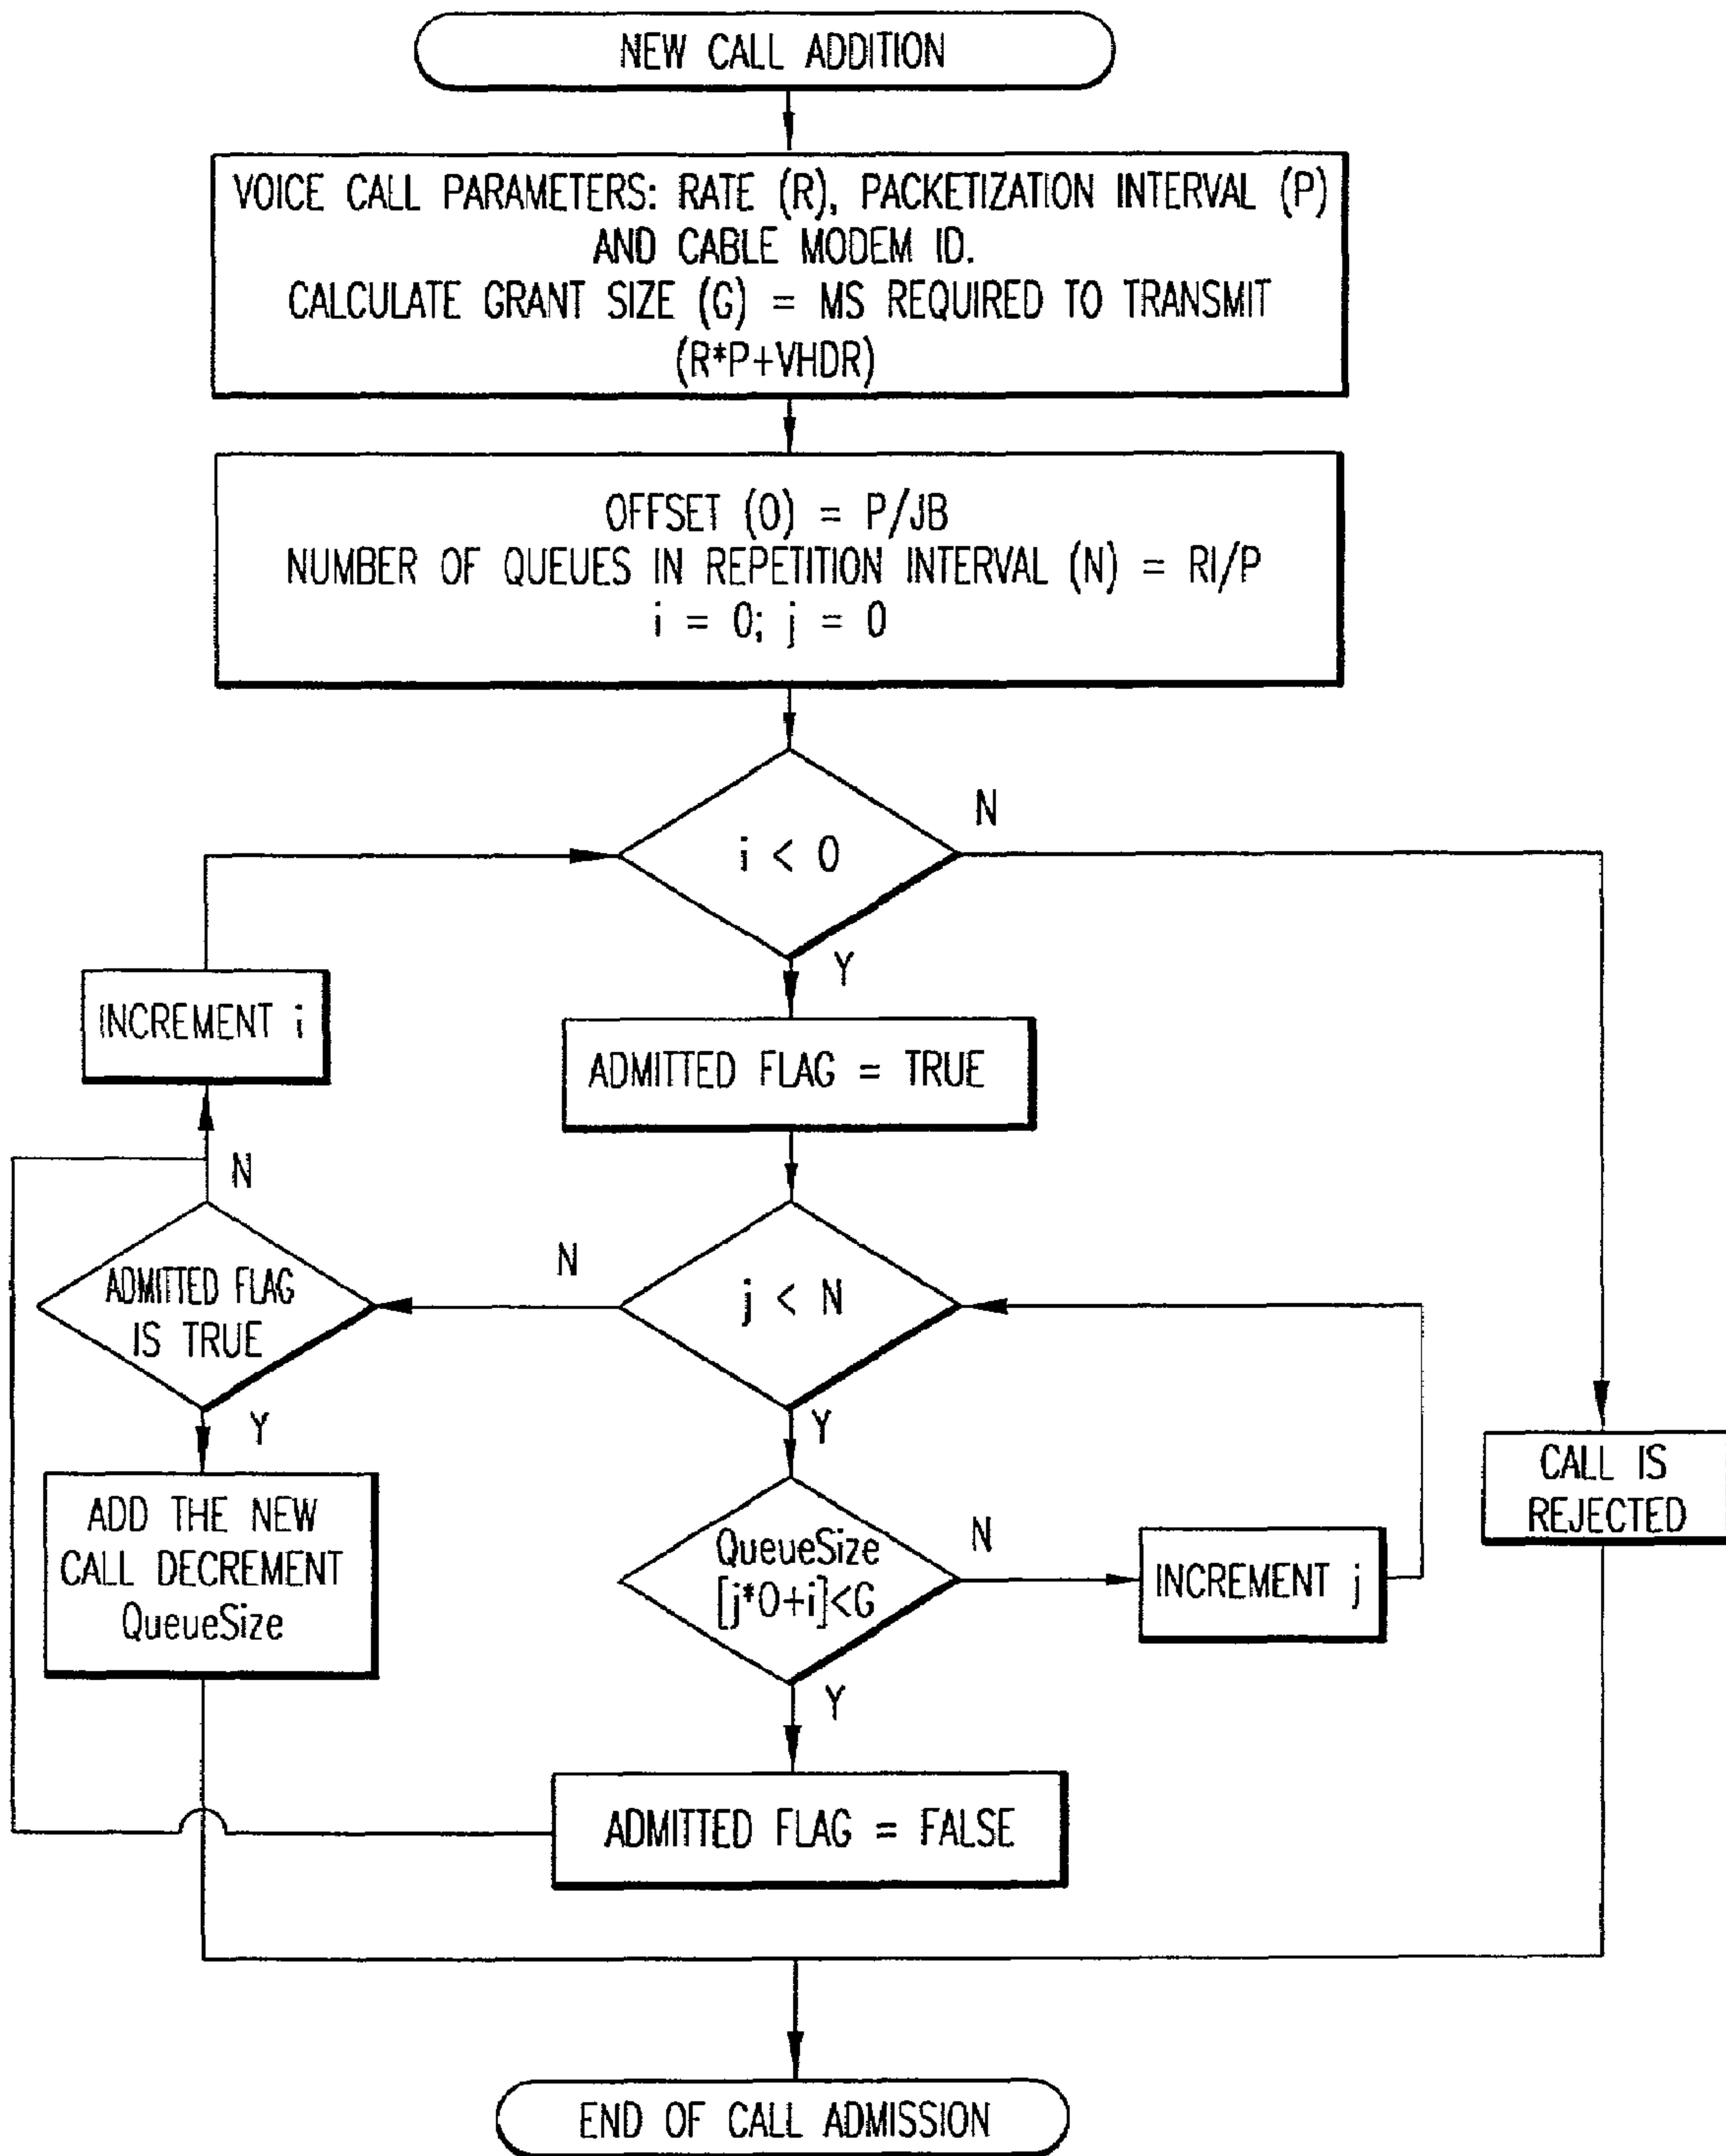 NEW CALL ADDITION
VOICE CALL PARAMETERS: RATE (R), PACKETIZATION INTERVAL (P)
AND CABLE MODEM ID.
CALCULATE GRANT SIZE (G) = MS REQUIRED TO TRANSMIT
(R*P+VHDR)
OFFSET (O) = P/JB
NUMBER OF QUEUES IN REPETITION INTERVAL (N) = RI/P
i = 0; j = 0
i < O
N
Y
INCREMENT i
ADMITTED FLAG = TRUE
N
ADMITTED FLAG
IS TRUE
N
j < N
Y
Y
ADD THE NEW
CALL DECREMENT
QueueSize
QueueSize
[j*O+i]<G
N
INCREMENT j
CALL IS
REJECTED
Y
ADMITTED FLAG = FALSE
END OF CALL ADMISSION